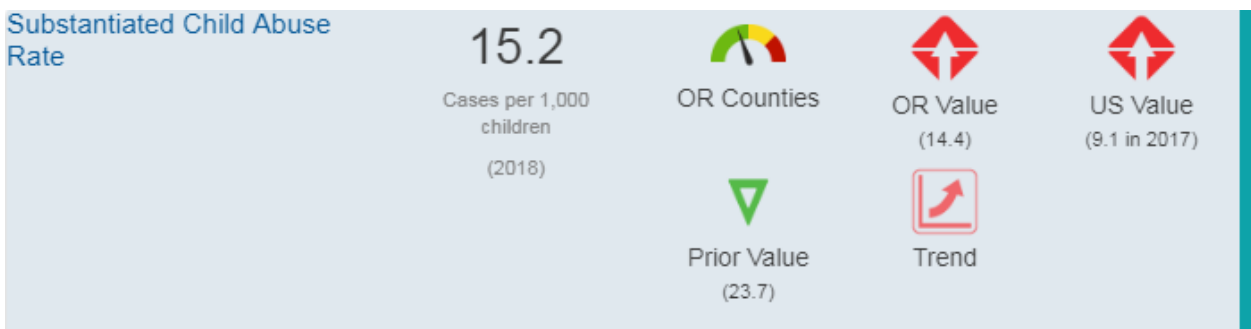 Substantiated Child Abuse
Rate
15.2
Cases per 1,000
children
(2018)
OR Counties
OR Value
(14.4)
US Value
(9.1 in 2017)
Prior Value
(23.7)
Trend